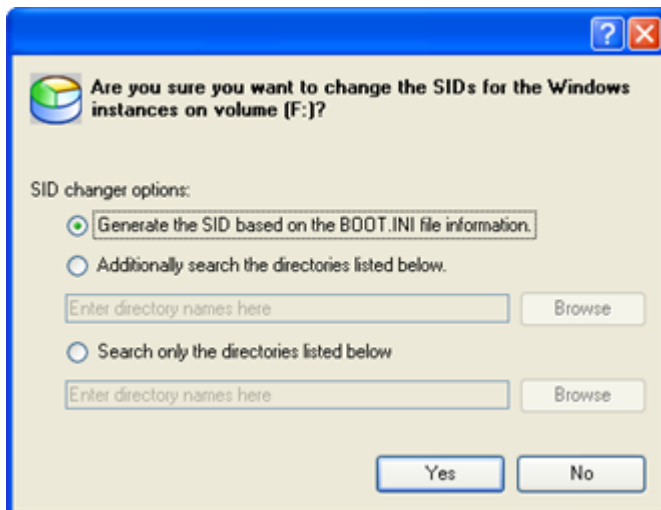 Are you sure you want to change the SIDs for the Windows
instances on volume (F:)?
SID changer options:
Generate the SID based on the BOOT.INI file information.
Additionally search the directories listed below.
Enter directory names here
Browse
Search only the directories listed below
Enter directory names here
Browse
Yes
No